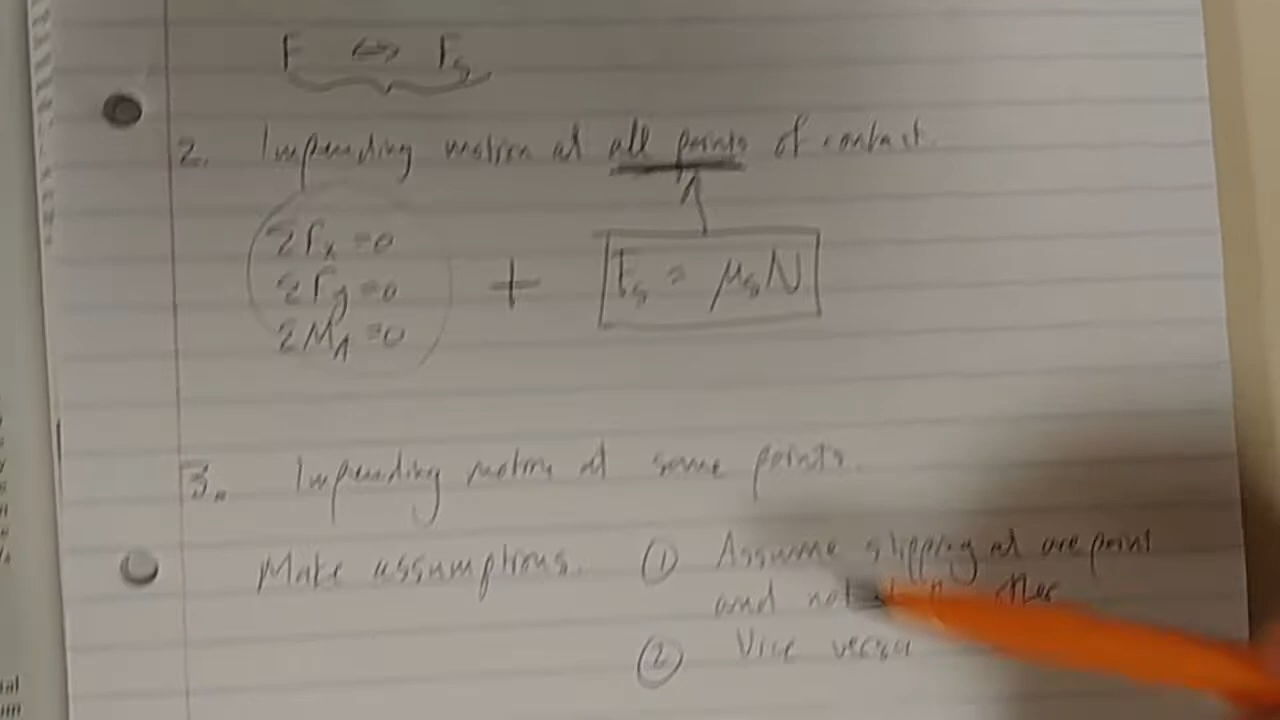 F ⇔ Fs
2. Impending motion at all points of contact.
ΣFx = 0
ΣFy = 0
ΣMA = 0
+
Fs = μsN
3. Impending motion at some points.
Make assumptions. (1) Assume slipping at one point
and not other
(2) Vice versa